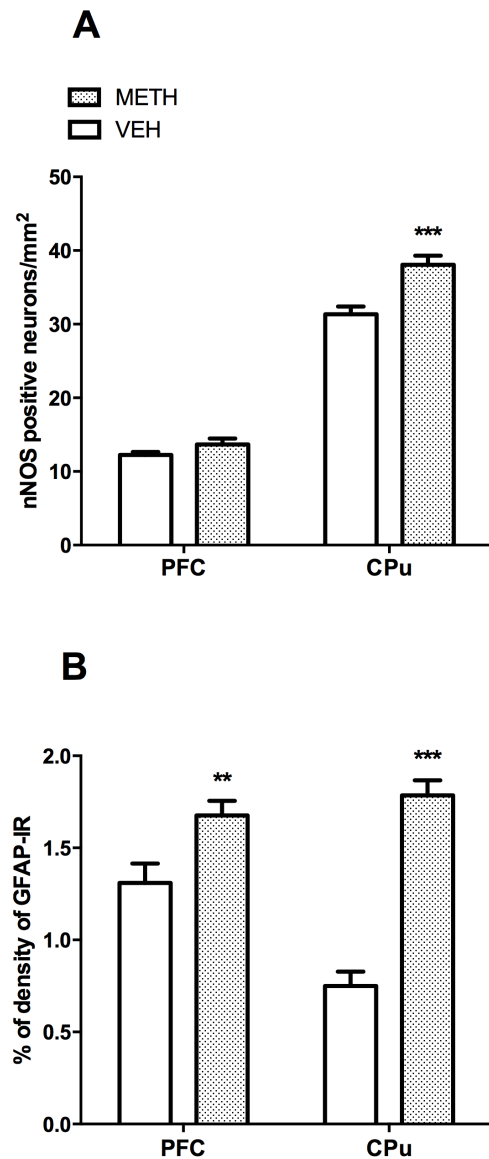 A
METH
VEH
nNOS positive neurons/mm²
50
40
30
20
10
0
***
PFC
CPu
B
% of density of GFAP-IR
2.0
1.5
1.0
0.5
0.0
**
***
PFC
CPu